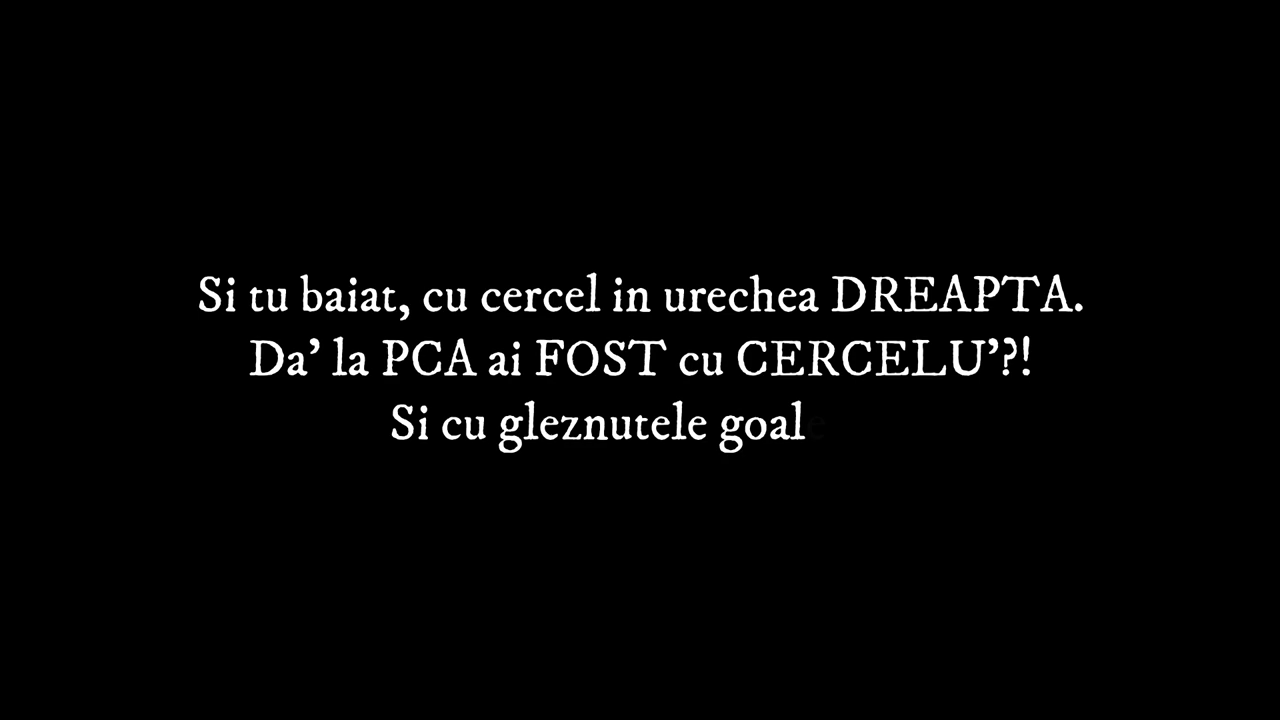 Si tu baiat, cu cercel in urechea DREAPTA.
Da’ la PCA ai FOST cu CERCELU’?!
Si cu gleznutele goale